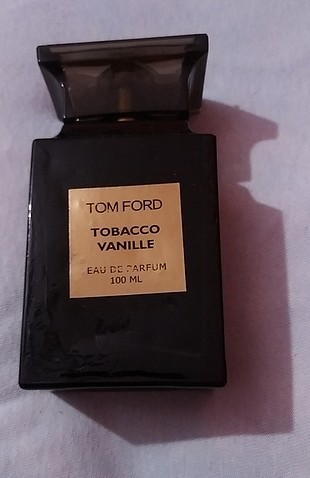 TOM FORD
TOBACCO
VANILLE
EAU DE PARFUM
100 ML